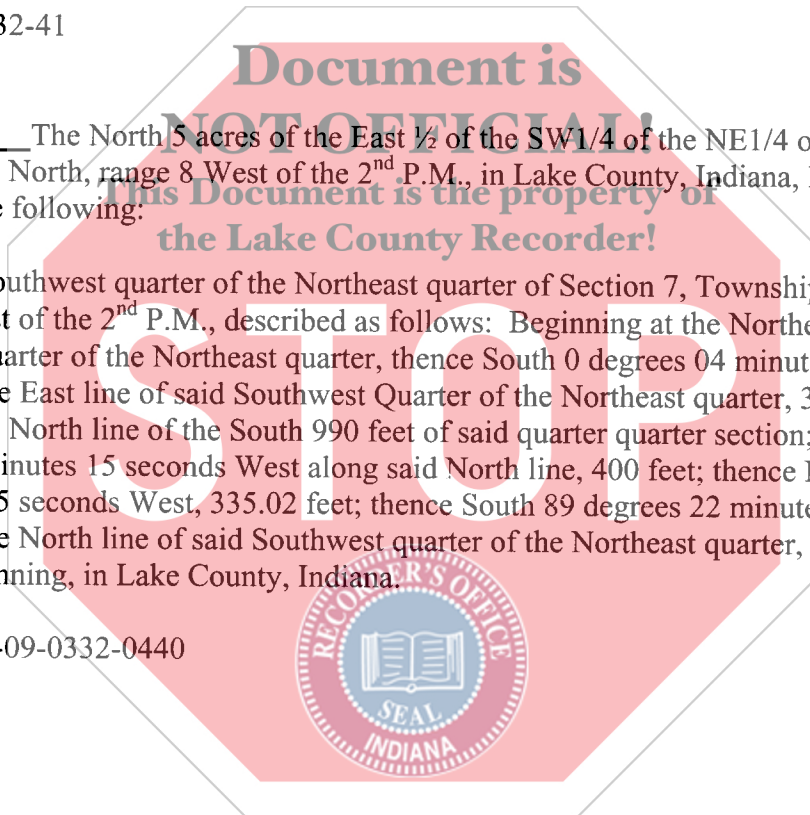 32-41
Document is
NOT OFFICIAL!
The North 5 acres of the East ½ of the SW1/4 of the NE1/4 o
North, range 8 West of the 2nd P.M., in Lake County, Indiana,
This Document is the property of
e following:
the Lake County Recorder!
outhwest quarter of the Northeast quarter of Section 7, Townshi
t of the 2nd P.M., described as follows: Beginning at the Northe
arter of the Northeast quarter, thence South 0 degrees 04 minut
e East line of said Southwest Quarter of the Northeast quarter, 3
North line of the South 990 feet of said quarter quarter section;
inutes 15 seconds West along said North line, 400 feet; thence
5 seconds West, 335.02 feet; thence South 89 degrees 22 minute
e North line of said Southwest quarter of the Northeast quarter,
nning, in Lake County, Indiana.
-09-0332-0440
STOP
RECORDER'S OFFICE
SEAL
INDIANA